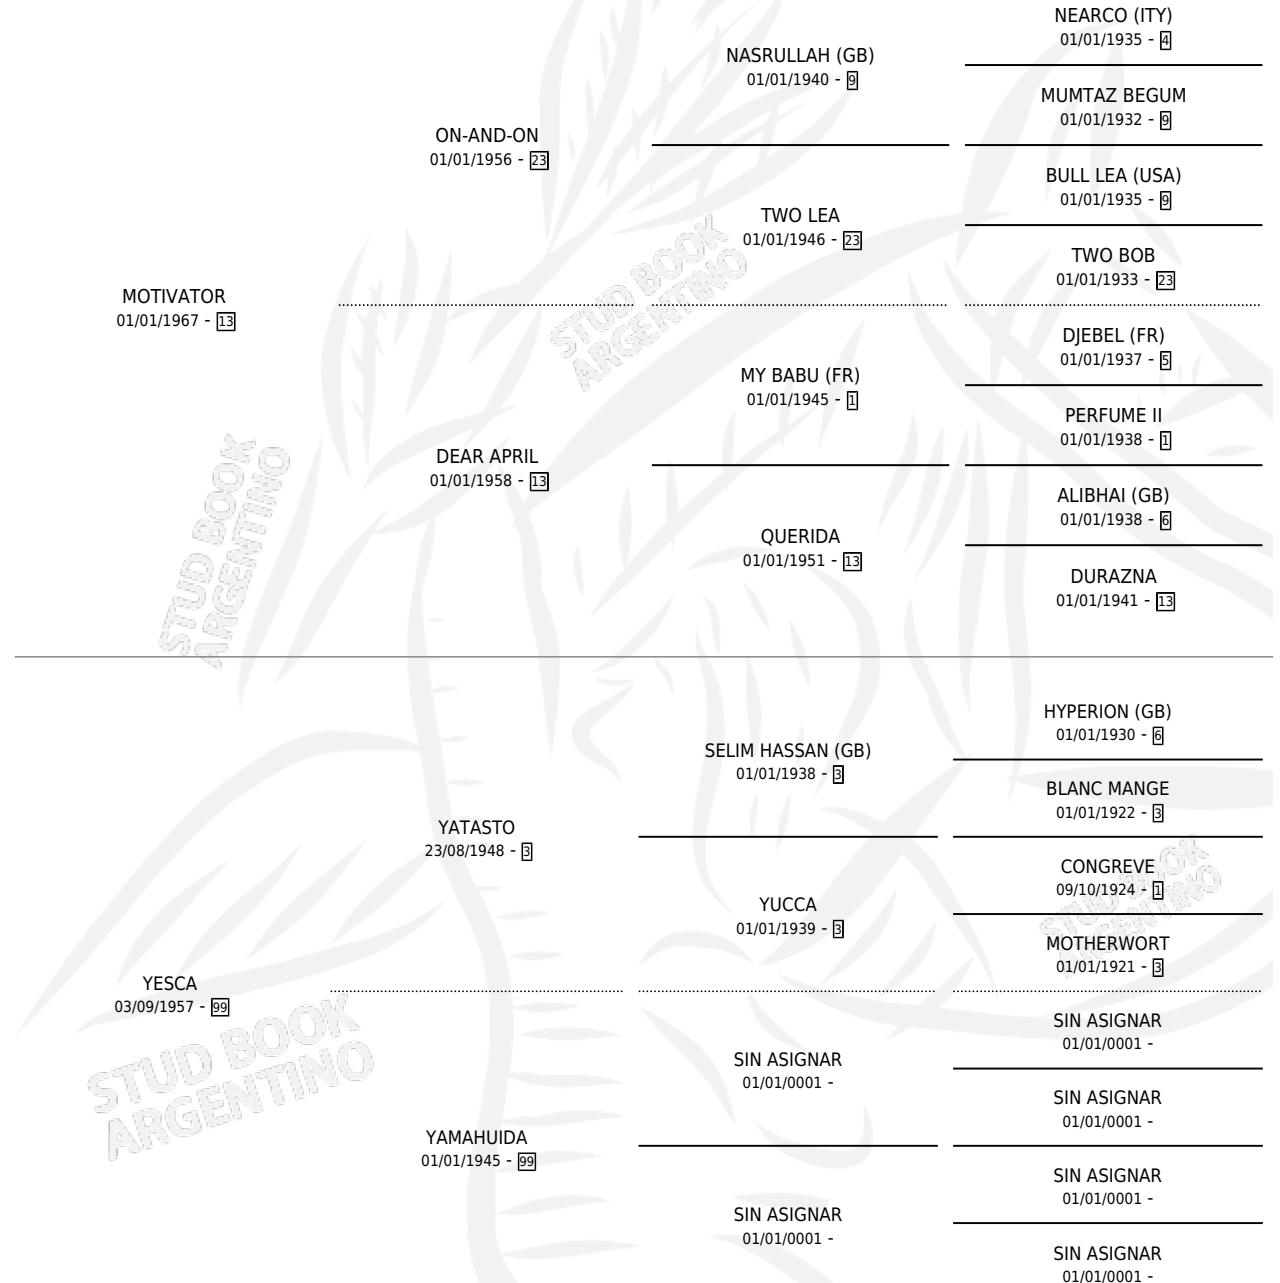 NEARCO (ITY)
01/01/1935 - 4
NASRULLAH (GB)
01/01/1940 - 9
MUMTAZ BEGUM
01/01/1932 - 9
ON-AND-ON
01/01/1956 - 23
BULL LEA (USA)
01/01/1935 - 9
TWO LEA
01/01/1946 - 23
TWO BOB
01/01/1933 - 23
MOTIVATOR
01/01/1967 - 13
DJEBEL (FR)
01/01/1937 - 5
MY BABU (FR)
01/01/1945 - 1
PERFUME II
01/01/1938 - 1
DEAR APRIL
01/01/1958 - 13
ALIBHAI (GB)
01/01/1938 - 6
QUERIDA
01/01/1951 - 13
DURAZNA
01/01/1941 - 13
HYPERION (GB)
01/01/1930 - 6
SELIM HASSAN (GB)
01/01/1938 - 3
BLANC MANGE
01/01/1922 - 3
YATASTO
23/08/1948 - 3
CONGREVE
09/10/1924 - 1
YUCCA
01/01/1939 - 3
MOTHERWORT
01/01/1921 - 3
YESCA
03/09/1957 - 99
SIN ASIGNAR
01/01/0001 -
SIN ASIGNAR
01/01/0001 -
SIN ASIGNAR
01/01/0001 -
YAMAHUIDA
01/01/1945 - 99
SIN ASIGNAR
01/01/0001 -
SIN ASIGNAR
01/01/0001 -
SIN ASIGNAR
01/01/0001 -
STUD BOOK
ARGENTINO
STUD BOOK
ARGENTINO
STUD BOOK
ARGENTINO
STUD BOOK
ARGENTINO